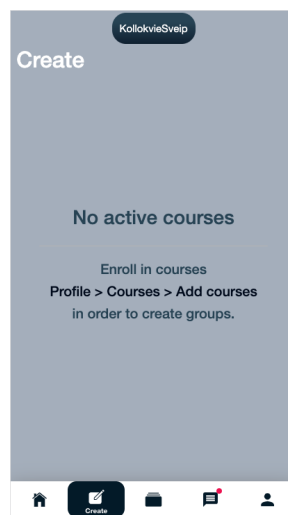 KollokvieSveip
Create
No active courses
Enroll in courses
Profile > Courses > Add courses
in order to create groups.
Create